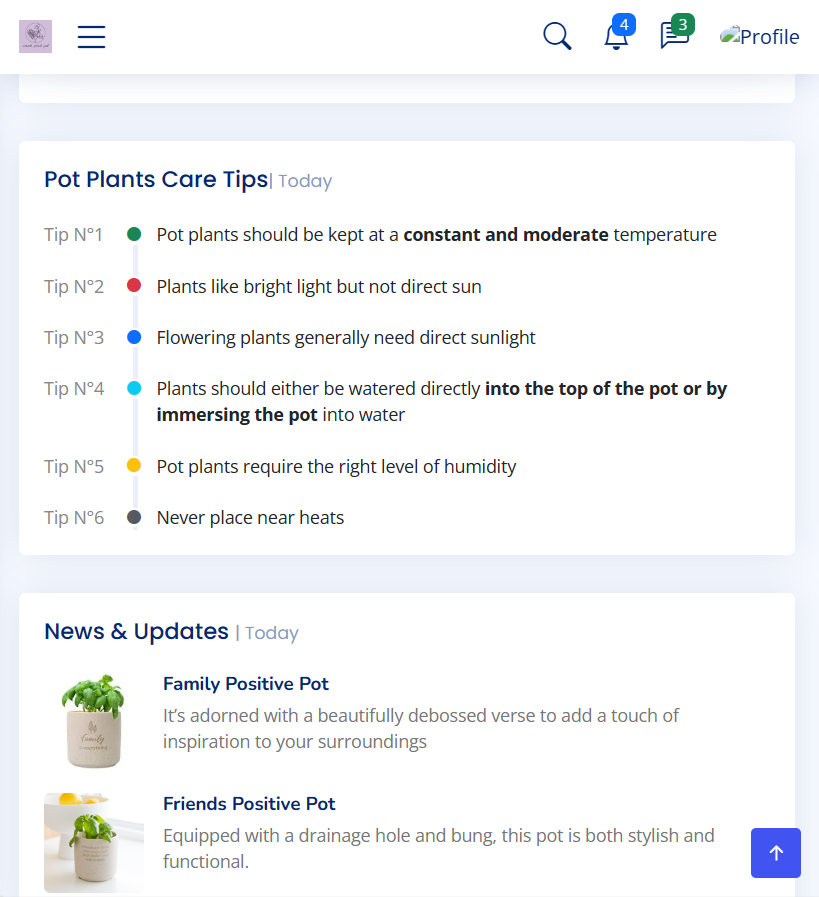 4
3
Profile
Pot Plants Care Tips| Today
Tip N°1 Pot plants should be kept at a constant and moderate temperature
Tip N°2 Plants like bright light but not direct sun
Tip N°3 Flowering plants generally need direct sunlight
Tip N°4 Plants should either be watered directly into the top of the pot or by
immersing the pot into water
Tip N°5 Pot plants require the right level of humidity
Tip N°6 Never place near heats
News & Updates | Today
Family Positive Pot
It’s adorned with a beautifully debossed verse to add a touch of
inspiration to your surroundings
Family
Friends Positive Pot
Equipped with a drainage hole and bung, this pot is both stylish and
functional.